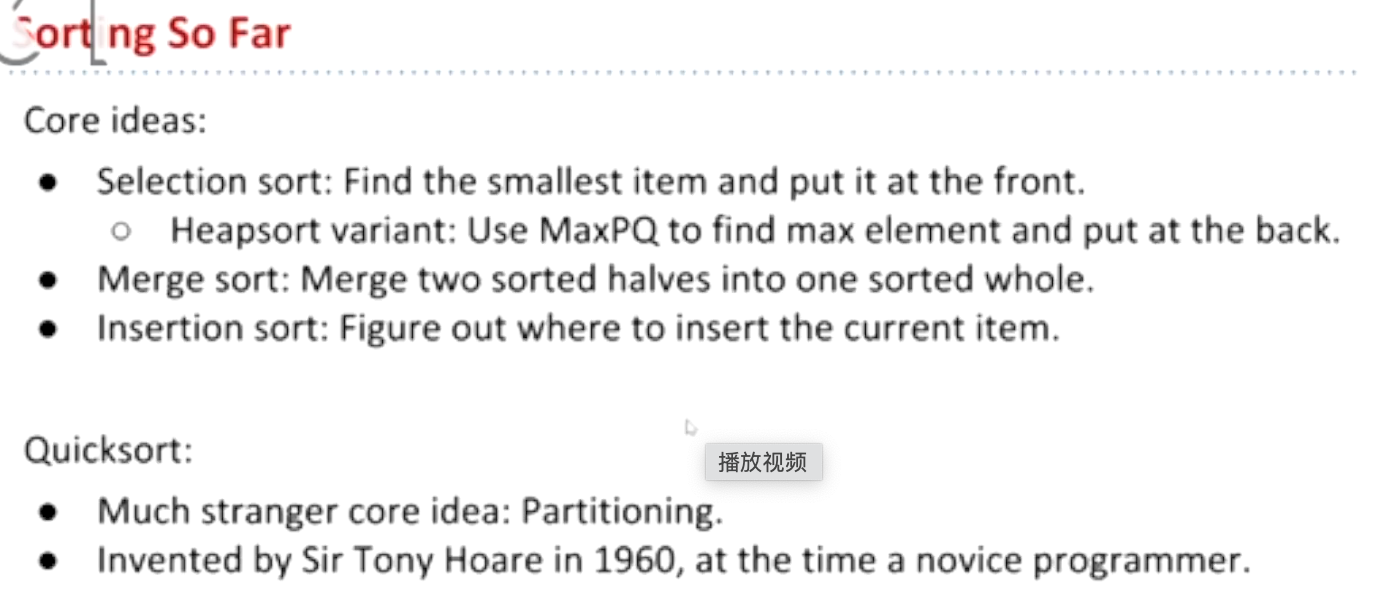 Sorting So Far
Core ideas:
● Selection sort: Find the smallest item and put it at the front.
○ Heapsort variant: Use MaxPQ to find max element and put at the back.
● Merge sort: Merge two sorted halves into one sorted whole.
● Insertion sort: Figure out where to insert the current item.
Quicksort:
播放视频
● Much stranger core idea: Partitioning.
● Invented by Sir Tony Hoare in 1960, at the time a novice programmer.